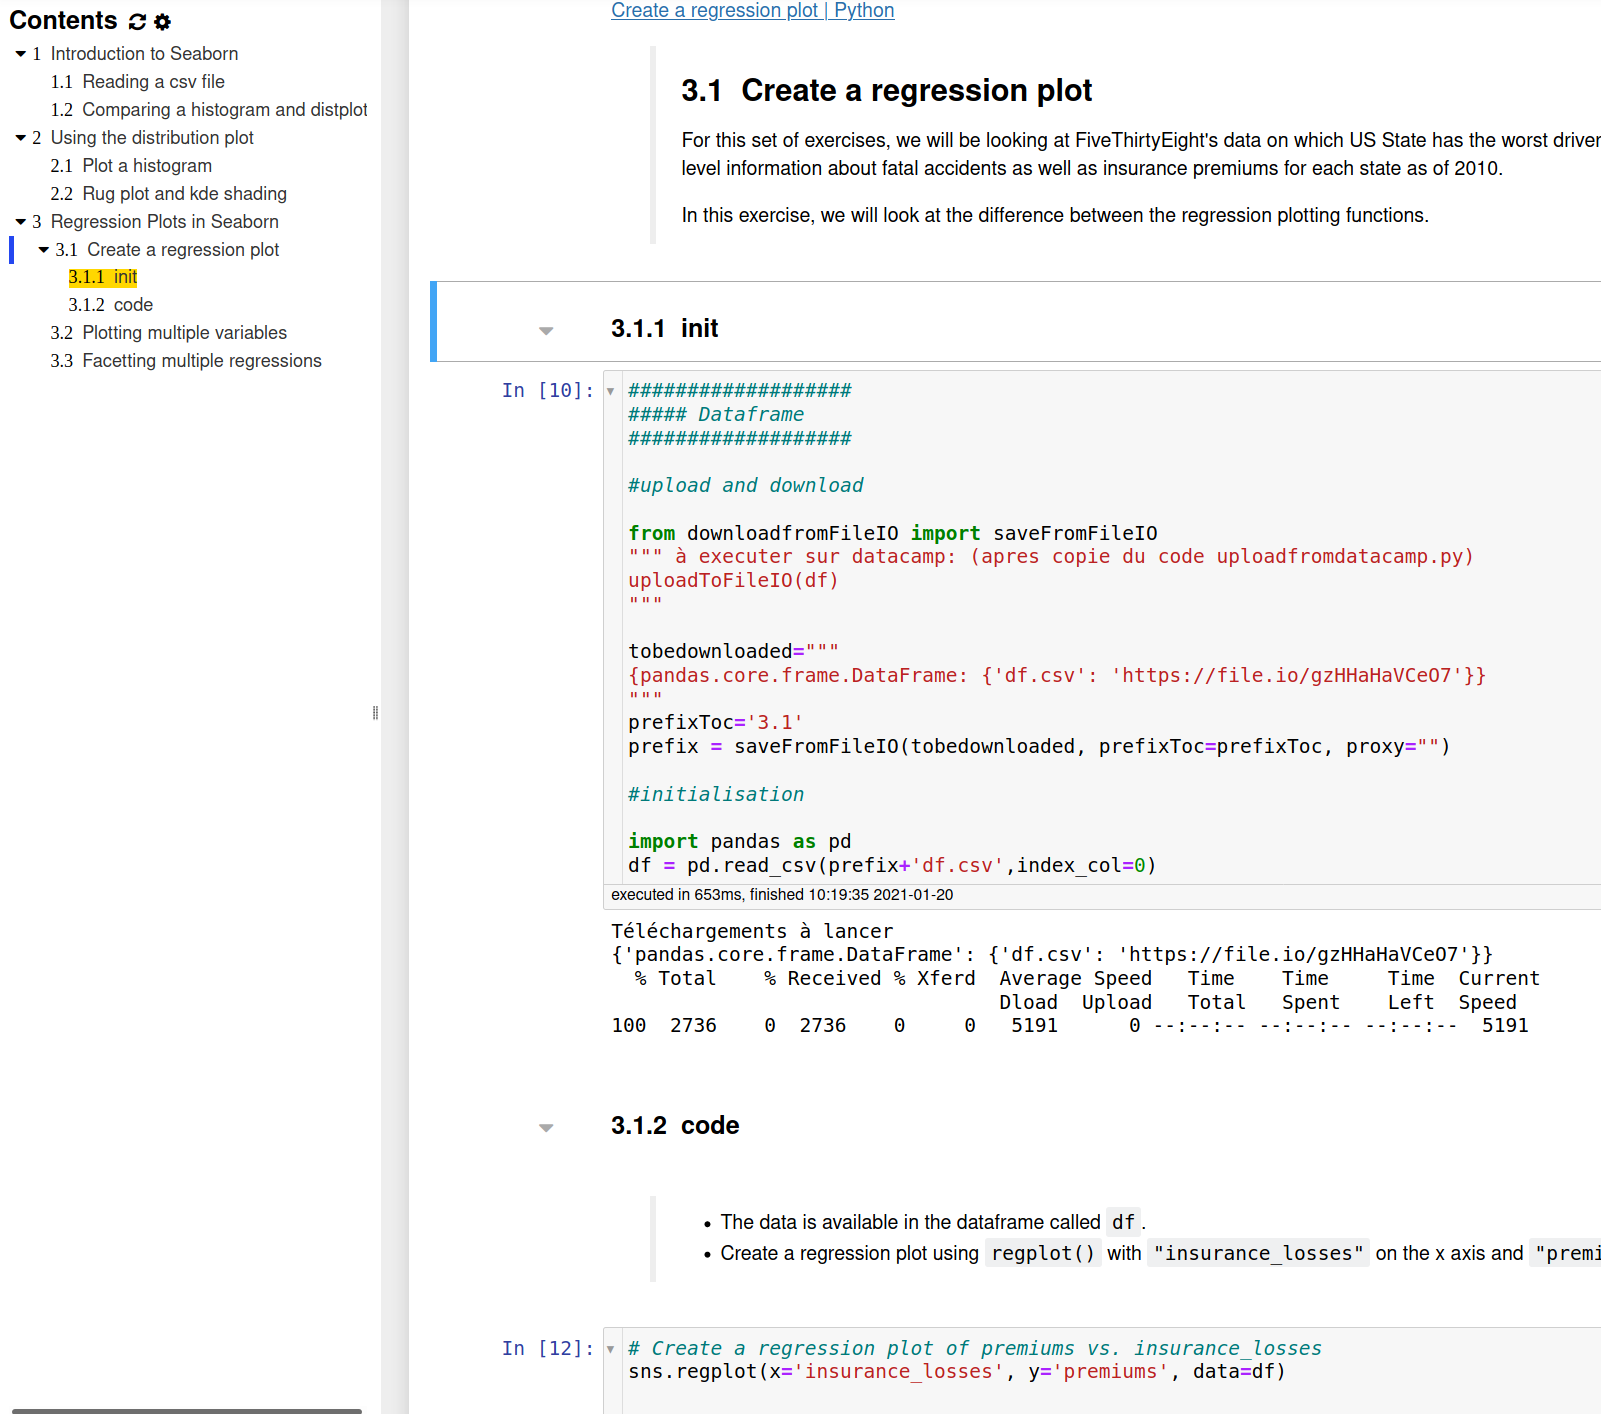 Contents
1 Introduction to Seaborn
1.1 Reading a csv file
1.2 Comparing a histogram and distplot
2 Using the distribution plot
2.1 Plot a histogram
2.2 Rug plot and kde shading
3 Regression Plots in Seaborn
3.1 Create a regression plot
3.1.1 init
3.1.2 code
3.2 Plotting multiple variables
3.3 Facetting multiple regressions
Create a regression plot | Python
3.1 Create a regression plot
For this set of exercises, we will be looking at FiveThirtyEight's data on which US State has the worst driver
level information about fatal accidents as well as insurance premiums for each state as of 2010.
In this exercise, we will look at the difference between the regression plotting functions.
3.1.1 init
In [10]:
###################
##### Dataframe
###################
#upload and download
from downloadfromFileIO import saveFromFileIO
""" à executer sur datacamp: (apres copie du code uploadfromdatacamp.py)
uploadToFileIO(df)
"""
tobedownloaded="""
{pandas.core.frame.DataFrame: {'df.csv': 'https://file.io/gzHHaHaVCeO7'}}
"""
prefixToc='3.1'
prefix = saveFromFileIO(tobedownloaded, prefixToc=prefixToc, proxy="")
#initialisation
import pandas as pd
df = pd.read_csv(prefix+'df.csv',index_col=0)
executed in 653ms, finished 10:19:35 2021-01-20
Téléchargements à lancer
{'pandas.core.frame.DataFrame': {'df.csv': 'https://file.io/gzHHaHaVCeO7'}}
% Total % Received % Xferd Average Speed Time Time Time Current
Dload Upload Total Spent Left Speed
100 2736 0 2736 0 0 5191 0 --:--:-- --:--:-- --:--:-- 5191
3.1.2 code
• The data is available in the dataframe called df.
• Create a regression plot using regplot() with "insurance_losses" on the x axis and "premi
In [12]:
# Create a regression plot of premiums vs. insurance_losses
sns.regplot(x='insurance_losses', y='premiums', data=df)